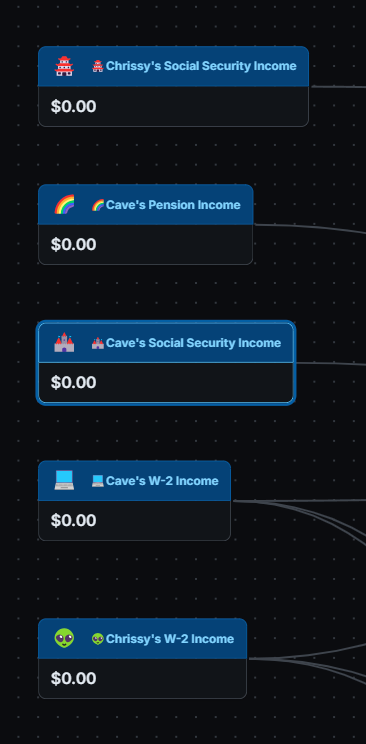 Chrissy's Social Security Income
$0.00
Cave's Pension Income
$0.00
Cave's Social Security Income
$0.00
Cave's W-2 Income
$0.00
Chrissy's W-2 Income
$0.00